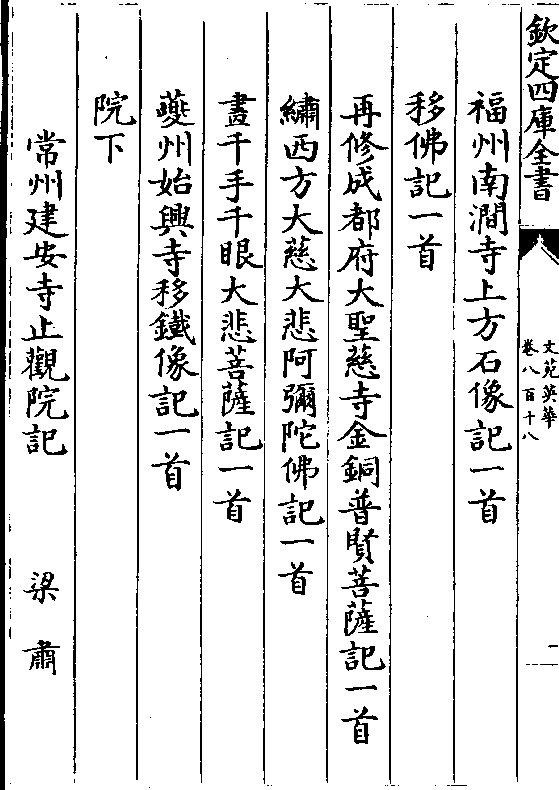 欽定四庫全書
文苑英華
卷八百十八
一
福州南澗寺上方石像記一首
移佛記一首
再修成都府大聖慈寺金銅普賢菩薩記一首
繡西方大慈大悲阿彌陀佛記一首
畫千手千眼大悲菩薩記一首
夔州始興寺移鐵像記一首
院下
常州建安寺止觀院記 梁肅